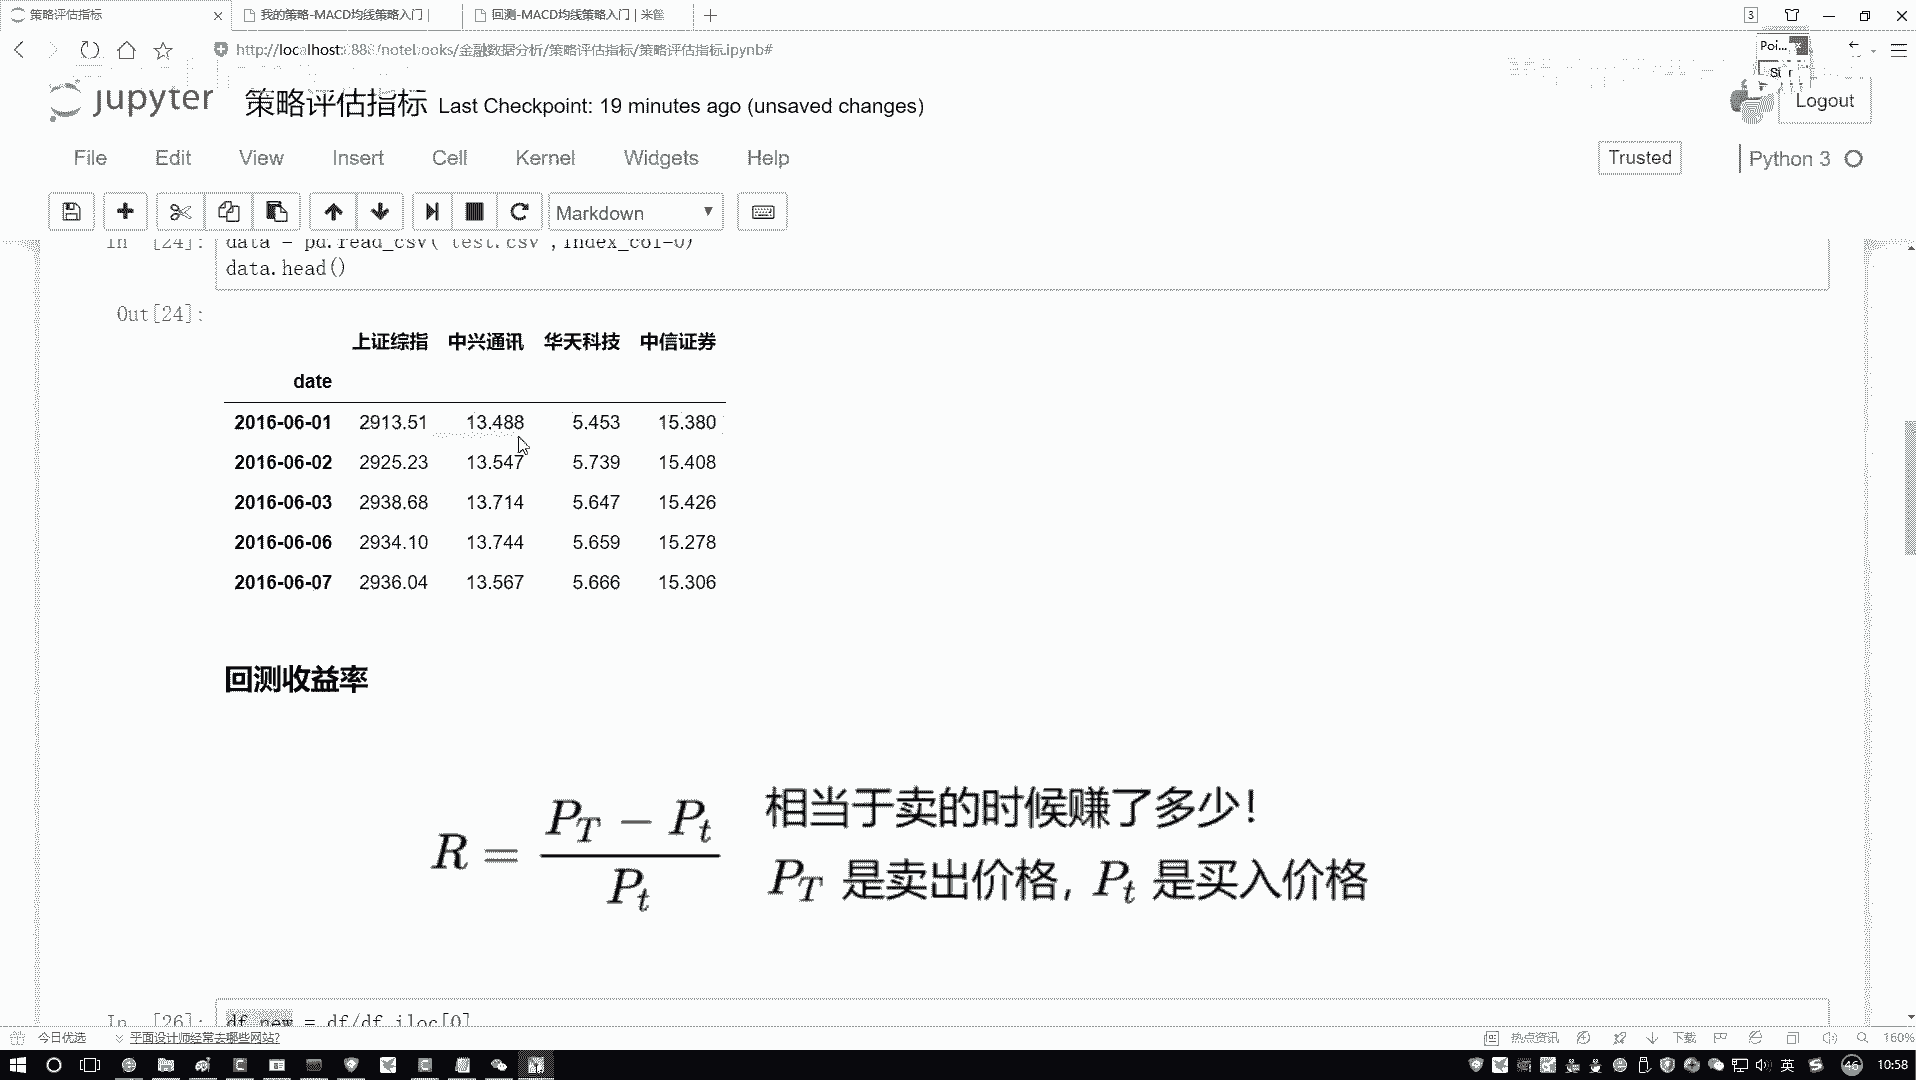 策略评估指标
我的策略-MACD均线策略入门 |
回测-MACD均线策略入门 | 米筐
3
http://localhost:888/notebooks/金融数据分析/策略评估指标/策略评估指标.ipynb#
Poi...
jupyter 策略评估指标 Last Checkpoint: 19 minutes ago (unsaved changes)
Logout
File Edit View Insert Cell Kernel Widgets Help
Trusted Python 3
Markdown
In [24]: data = pd.read_csv('test.csv',index_col=0)
data.head()
Out[24]:
上证综指 中兴通讯 华天科技 中信证券
date
2016-06-01 2913.51 13.488 5.453 15.380
2016-06-02 2925.23 13.547 5.739 15.408
2016-06-03 2938.68 13.714 5.647 15.426
2016-06-06 2934.10 13.744 5.659 15.278
2016-06-07 2936.04 13.567 5.666 15.306
回测收益率
R = (P_T − P_t) / P_t
相当于卖的时候赚了多少!
P_T 是卖出价格, P_t 是买入价格
In [26]: df_new = df/df.iloc[0]
今日优选 平面设计师经常去哪些网站?
热点资讯 下载 160%
英 46 10:58